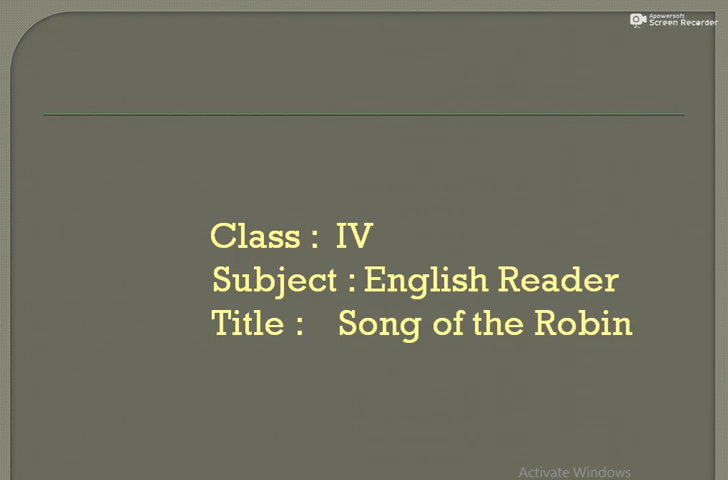 Apowersoft
Screen Recorder
Class : IV
Subject : English Reader
Title : Song of the Robin
Activate Windows